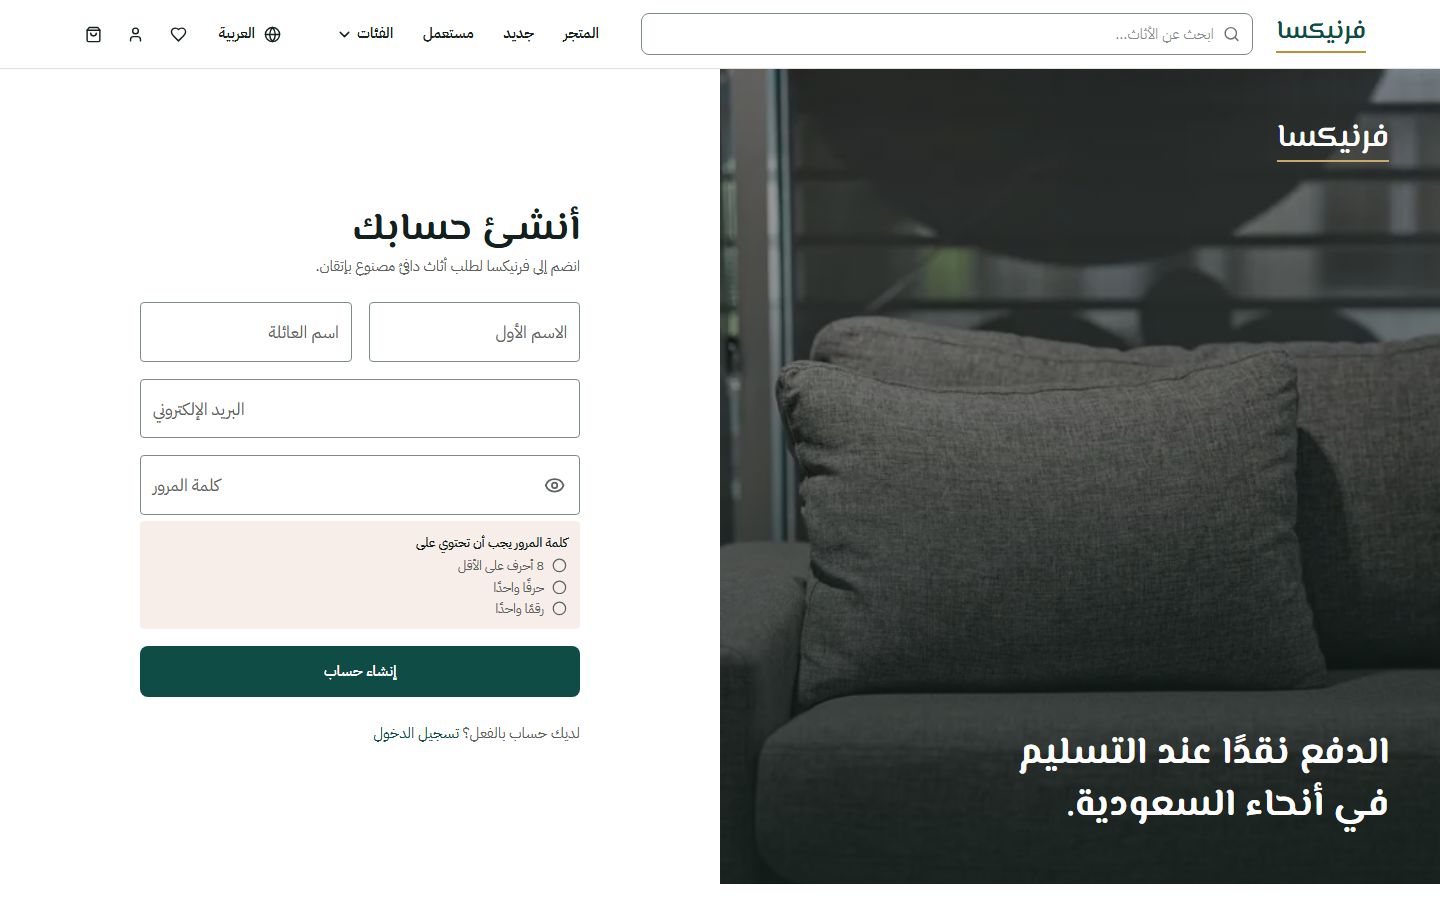 فرنيكسا
ابحث عن الأثاث...
المتجر
جديد
مستعمل
الفئات
العربية
فرنيكسا
الدفع نقدًا عند التسليم
في أنحاء السعودية.
أنشئ حسابك
انضم إلى فرنيكسا لطلب أثاث دافئ مصنوع بإتقان.
الاسم الأول
اسم العائلة
البريد الإلكتروني
كلمة المرور
كلمة المرور يجب أن تحتوي على
8 أحرف على الأقل
حرفًا واحدًا
رقمًا واحدًا
إنشاء حساب
لديك حساب بالفعل؟ تسجيل الدخول